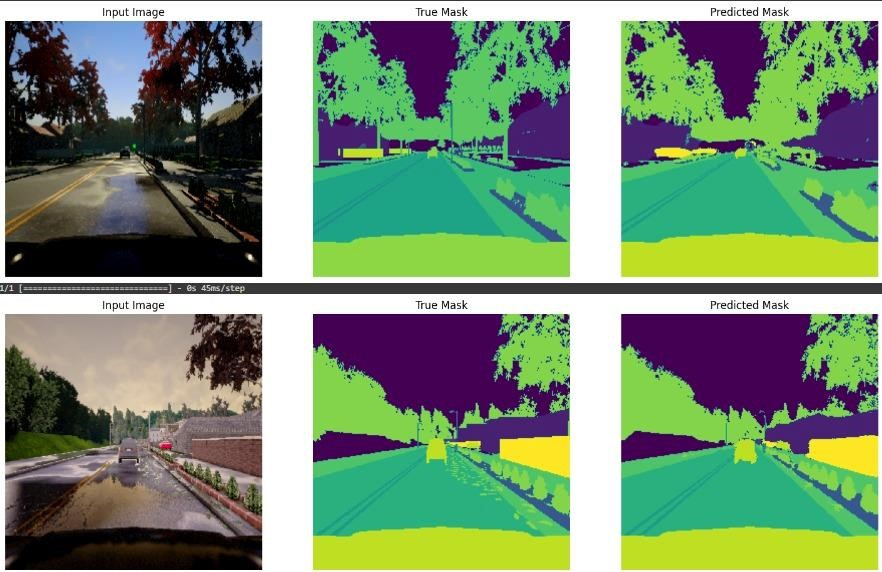 Input Image True Mask Predicted Mask
1/1 [==============================] - 0s 45ms/step
Input Image True Mask Predicted Mask